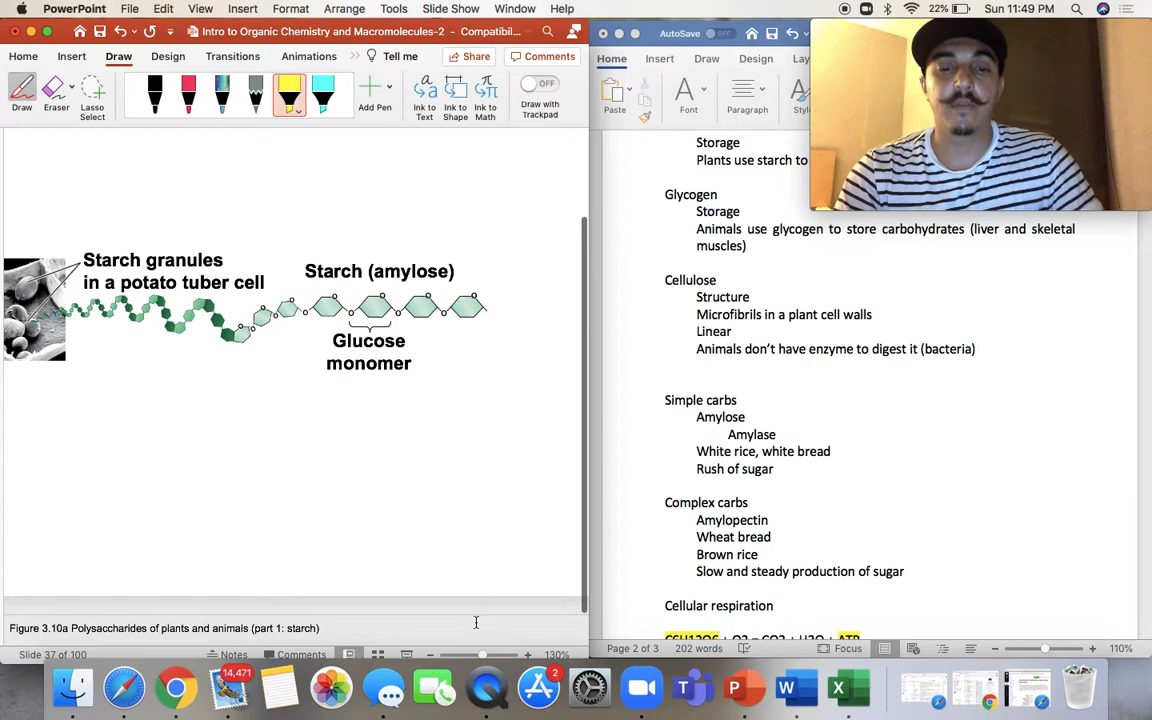 PowerPoint File Edit View Insert Format Arrange Tools Slide Show Window Help 22% Sun 11:49 PM
Intro to Organic Chemistry and Macromolecules-2 - Compatibil...
Home Insert Draw Design Transitions Animations >> Tell me Share Comments
Draw
Eraser
Lasso
Select
Add Pen
Ink to
Text
Ink to
Shape
Ink to
Math
OFF
Draw with
Trackpad
Starch granules
in a potato tuber cell
Starch (amylose)
Glucose
monomer
Figure 3.10a Polysaccharides of plants and animals (part 1: starch)
Slide 37 of 100 Notes Comments 130%
AutoSave OFF
Home Insert Draw Design Lay
Paste Font Paragraph Styl
Storage
Plants use starch to
Glycogen
Storage
Animals use glycogen to store carbohydrates (liver and skeletal
muscles)
Cellulose
Structure
Microfibrils in a plant cell walls
Linear
Animals don't have enzyme to digest it (bacteria)
Simple carbs
Amylose
Amylase
White rice, white bread
Rush of sugar
Complex carbs
Amylopectin
Wheat bread
Brown rice
Slow and steady production of sugar
Cellular respiration
C6H12O6 + O2 = CO2 + H2O + ATP
Page 2 of 3 202 words Focus 110%
14,471
2